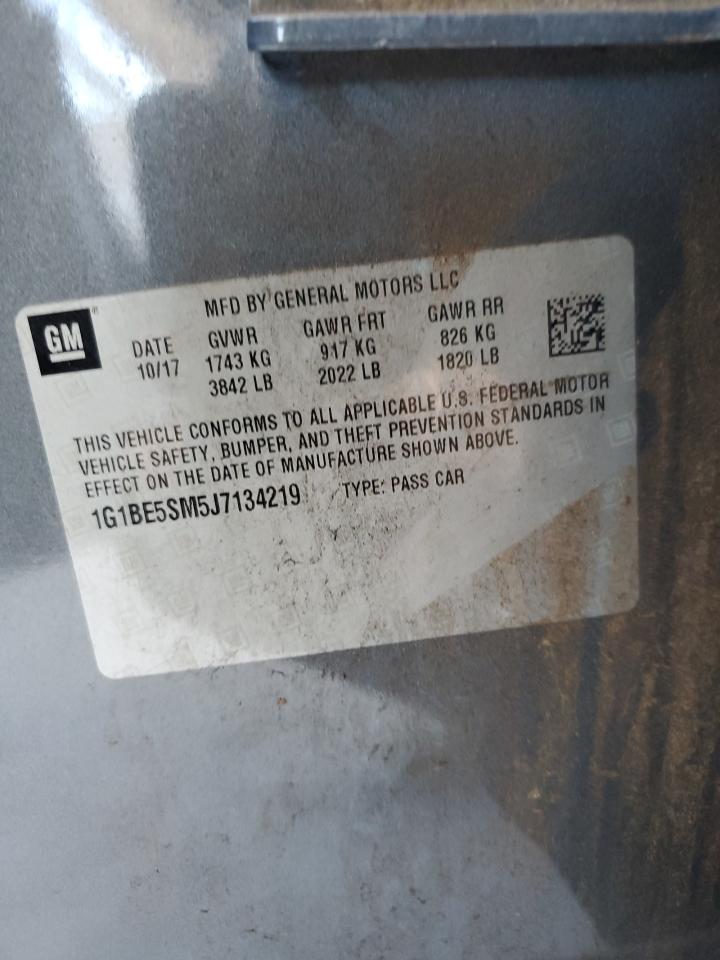 MFD BY GENERAL MOTORS LLC
GM®
DATE GVWR GAWR FRT GAWR RR
10/17 1743 KG 917 KG 826 KG
3842 LB 2022 LB 1820 LB
THIS VEHICLE CONFORMS TO ALL APPLICABLE U.S. FEDERAL MOTOR
VEHICLE SAFETY, BUMPER, AND THEFT PREVENTION STANDARDS IN
EFFECT ON THE DATE OF MANUFACTURE SHOWN ABOVE.
1G1BE5SM5J7134219 TYPE: PASS CAR